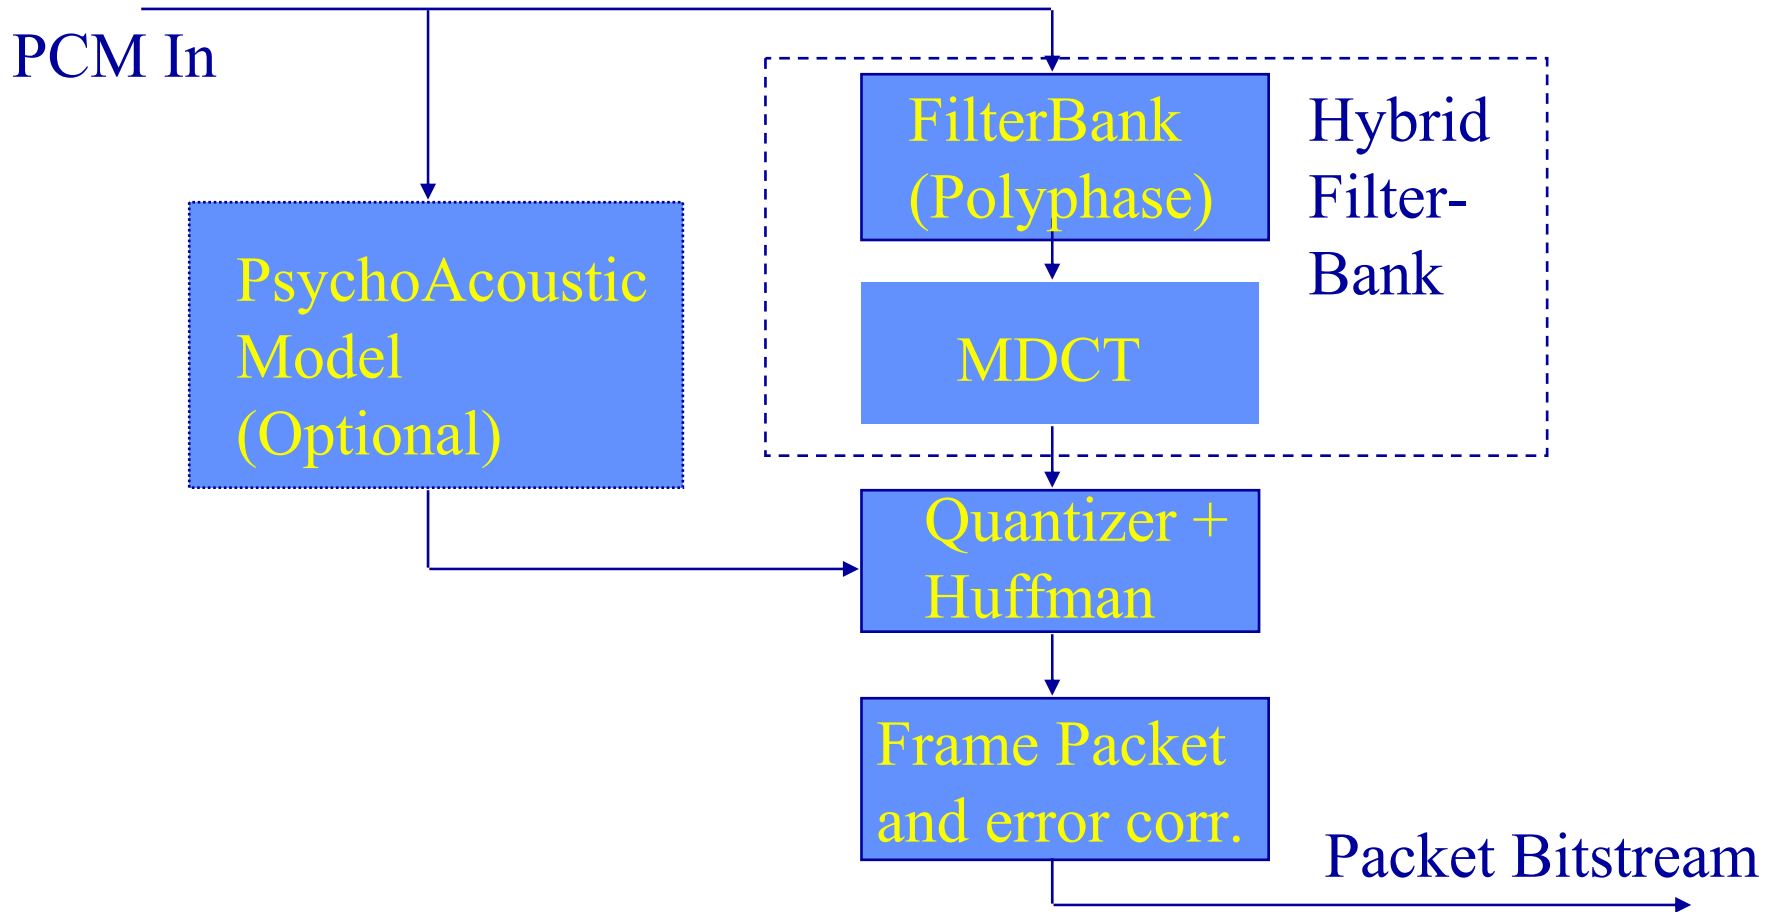 PCM In
FilterBank
(Polyphase)
Hybrid
Filter-
Bank
PsychoAcoustic
Model
(Optional)
MDCT
Quantizer +
Huffman
Frame Packet
and error corr.
Packet Bitstream